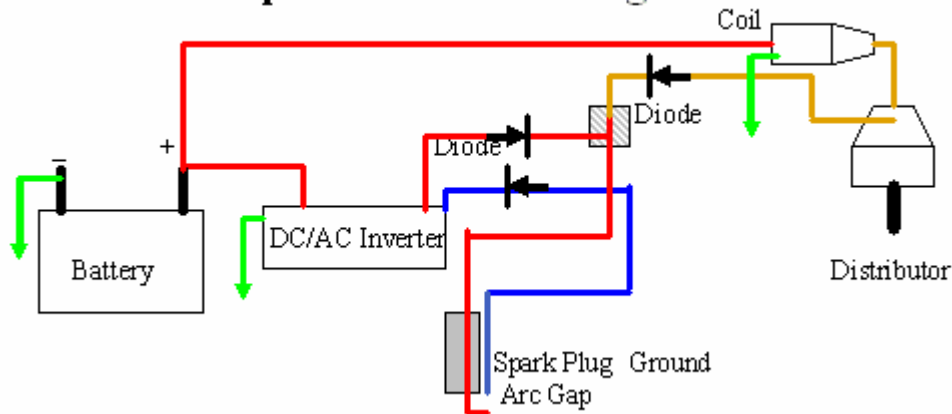 Coil
Diode
+
Diode
–
DC/AC Inverter
Battery
Distributor
Spark Plug Ground
Arc Gap